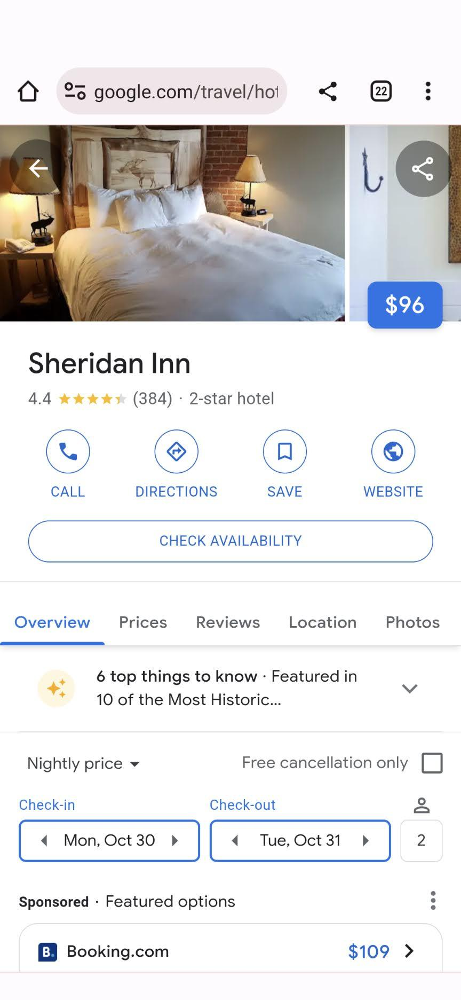 google.com/travel/hot
22
$96
Sheridan Inn
4.4 (384) · 2-star hotel
CALL
DIRECTIONS
SAVE
WEBSITE
CHECK AVAILABILITY
Overview
Prices
Reviews
Location
Photos
6 top things to know · Featured in
10 of the Most Historic...
Nightly price
Free cancellation only
Check-in
Check-out
Mon, Oct 30
Tue, Oct 31
2
Sponsored · Featured options
B.
Booking.com
$109